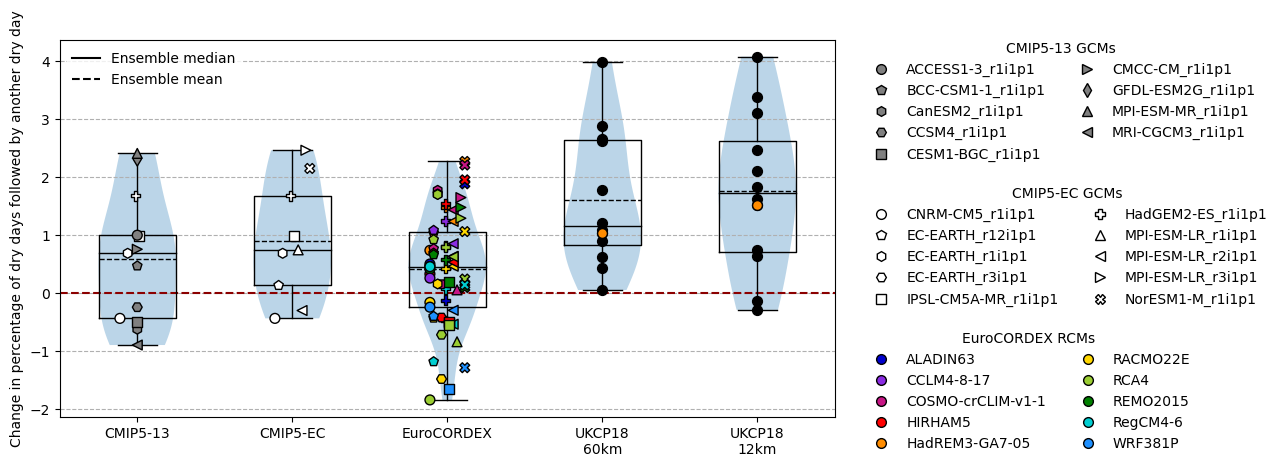 Change in percentage of dry days followed by another dry day
4
3
2
1
0
−1
−2
Ensemble median
Ensemble mean
CMIP5-13
CMIP5-EC
EuroCORDEX
UKCP18
60km
UKCP18
12km
CMIP5-13 GCMs
ACCESS1-3_r1i1p1
BCC-CSM1-1_r1i1p1
CanESM2_r1i1p1
CCSM4_r1i1p1
CESM1-BGC_r1i1p1
CMCC-CM_r1i1p1
GFDL-ESM2G_r1i1p1
MPI-ESM-MR_r1i1p1
MRI-CGCM3_r1i1p1
CMIP5-EC GCMs
CNRM-CM5_r1i1p1
EC-EARTH_r12i1p1
EC-EARTH_r1i1p1
EC-EARTH_r3i1p1
IPSL-CM5A-MR_r1i1p1
HadGEM2-ES_r1i1p1
MPI-ESM-LR_r1i1p1
MPI-ESM-LR_r2i1p1
MPI-ESM-LR_r3i1p1
NorESM1-M_r1i1p1
EuroCORDEX RCMs
ALADIN63
CCLM4-8-17
COSMO-crCLIM-v1-1
HIRHAM5
HadREM3-GA7-05
RACMO22E
RCA4
REMO2015
RegCM4-6
WRF381P